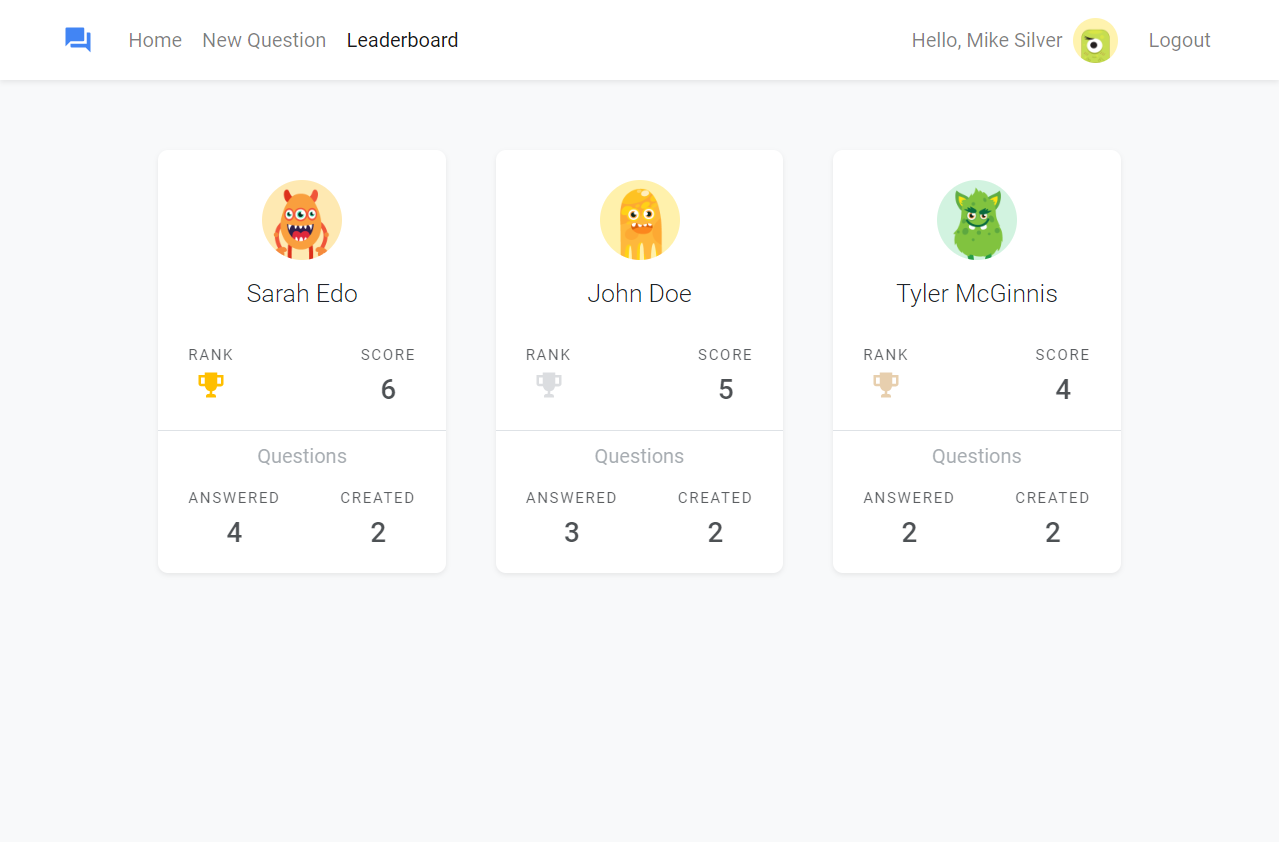 Home New Question Leaderboard Hello, Mike Silver Logout
Sarah Edo
RANK SCORE
6
Questions
ANSWERED CREATED
4 2
John Doe
RANK SCORE
5
Questions
ANSWERED CREATED
3 2
Tyler McGinnis
RANK SCORE
4
Questions
ANSWERED CREATED
2 2